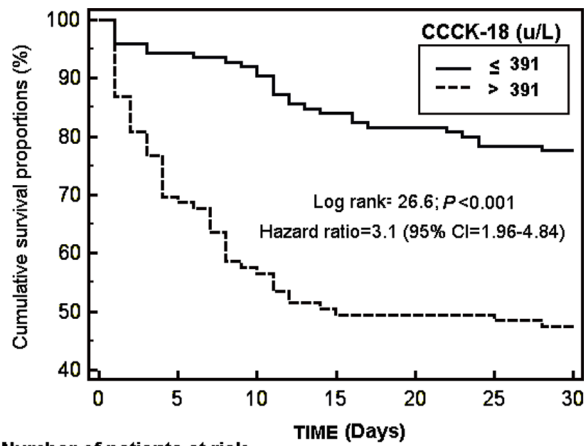 CCCK-18 (u/L)
≤ 391
> 391
100
90
80
70
60
50
40
Cumulative survival proportions (%)
Log rank= 26.6; P<0.001
Hazard ratio=3.1 (95% CI=1.96-4.84)
0 5 10 15 20 25 30
TIME (Days)
Number of patients at risk